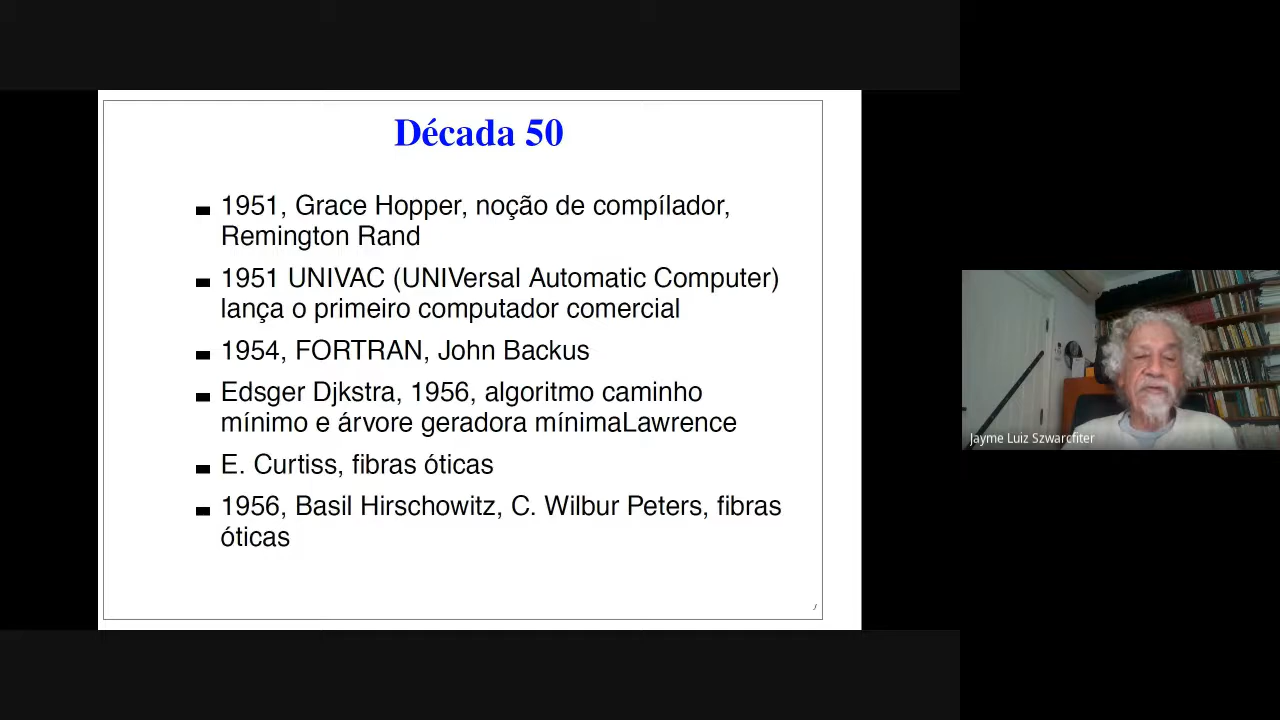 Década 50
1951, Grace Hopper, noção de compílador,
Remington Rand
1951 UNIVAC (UNIVersal Automatic Computer)
lança o primeiro computador comercial
1954, FORTRAN, John Backus
Edsger Djkstra, 1956, algoritmo caminho
mínimo e árvore geradora mínimaLawrence
E. Curtiss, fibras óticas
1956, Basil Hirschowitz, C. Wilbur Peters, fibras
óticas
Jayme Luiz Szwarcfiter